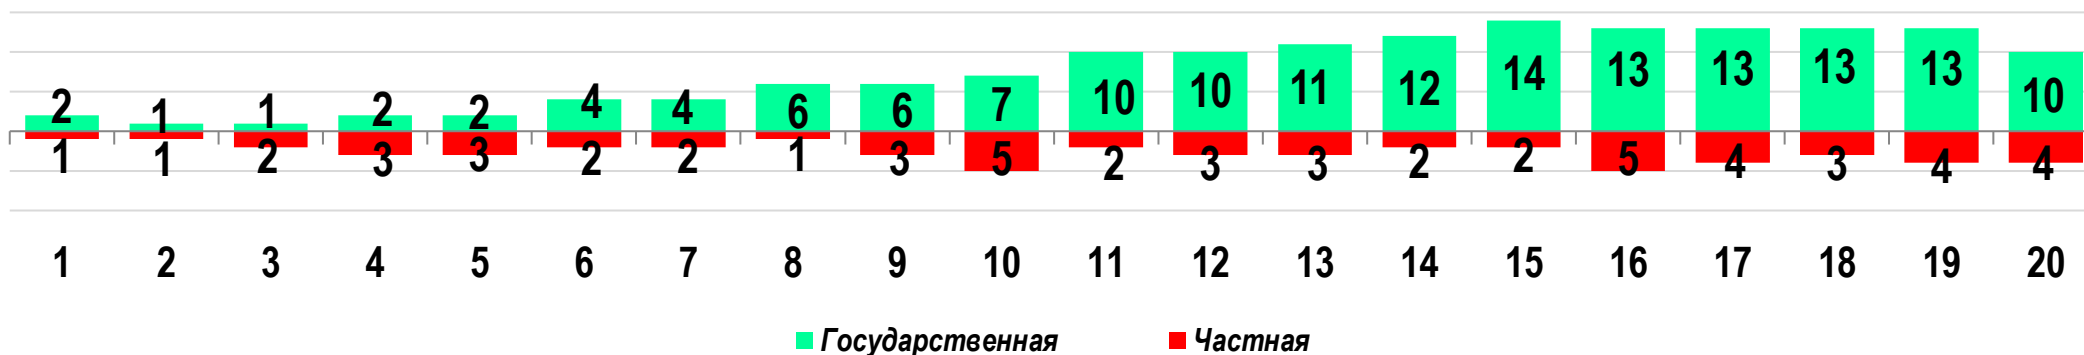 2 1 1 2 2 4 4 6 6 7 10 10 11 12 14 13 13 13 13 10
1 1 2 3 3 2 2 1 3 5 2 3 3 2 2 5 4 3 4 4
1 2 3 4 5 6 7 8 9 10 11 12 13 14 15 16 17 18 19 20
Государственная Частная